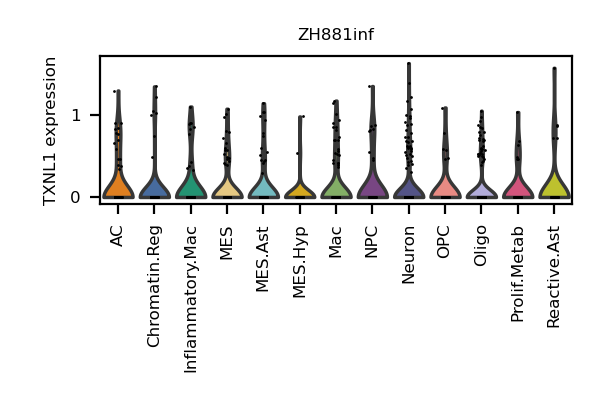 ZH881inf
TXNL1 expression
1
0
AC
Chromatin.Reg
Inflammatory.Mac
MES
MES.Ast
MES.Hyp
Mac
NPC
Neuron
OPC
Oligo
Prolif.Metab
Reactive.Ast